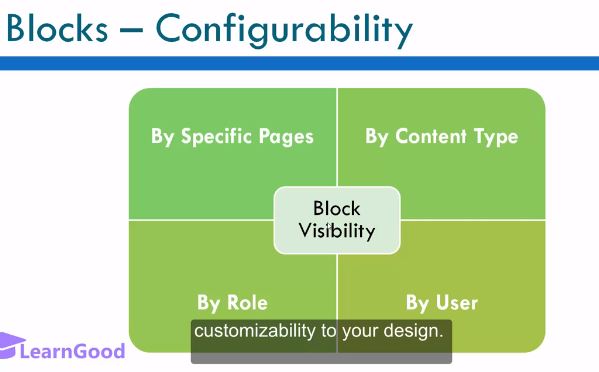 Blocks – Configurability
By Specific Pages
By Content Type
Block
Visibility
By Role
By User
customizability to your design.
LearnGood